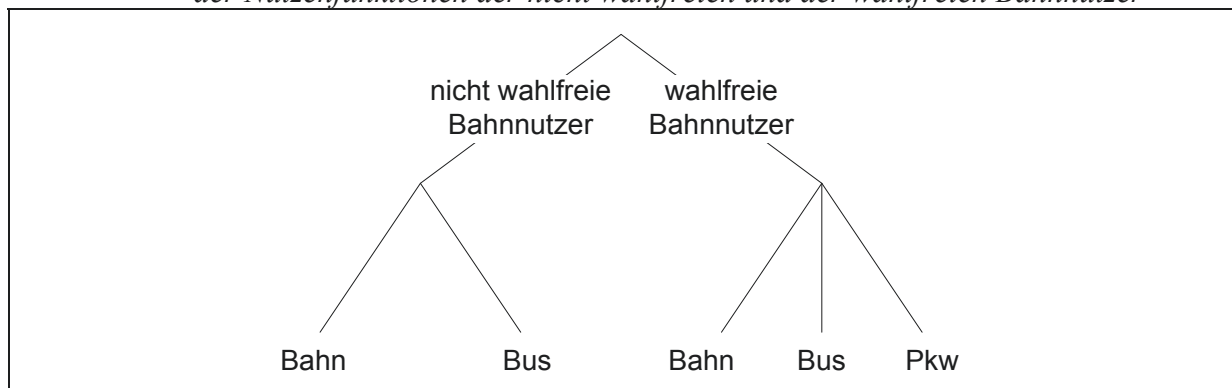 der Nutzenfunktionen der nicht wahlfreien und der wahlfreien Bahnnutzer
nicht wahlfreie wahlfreie
Bahnnutzer Bahnnutzer
Bahn Bus Bahn Bus Pkw